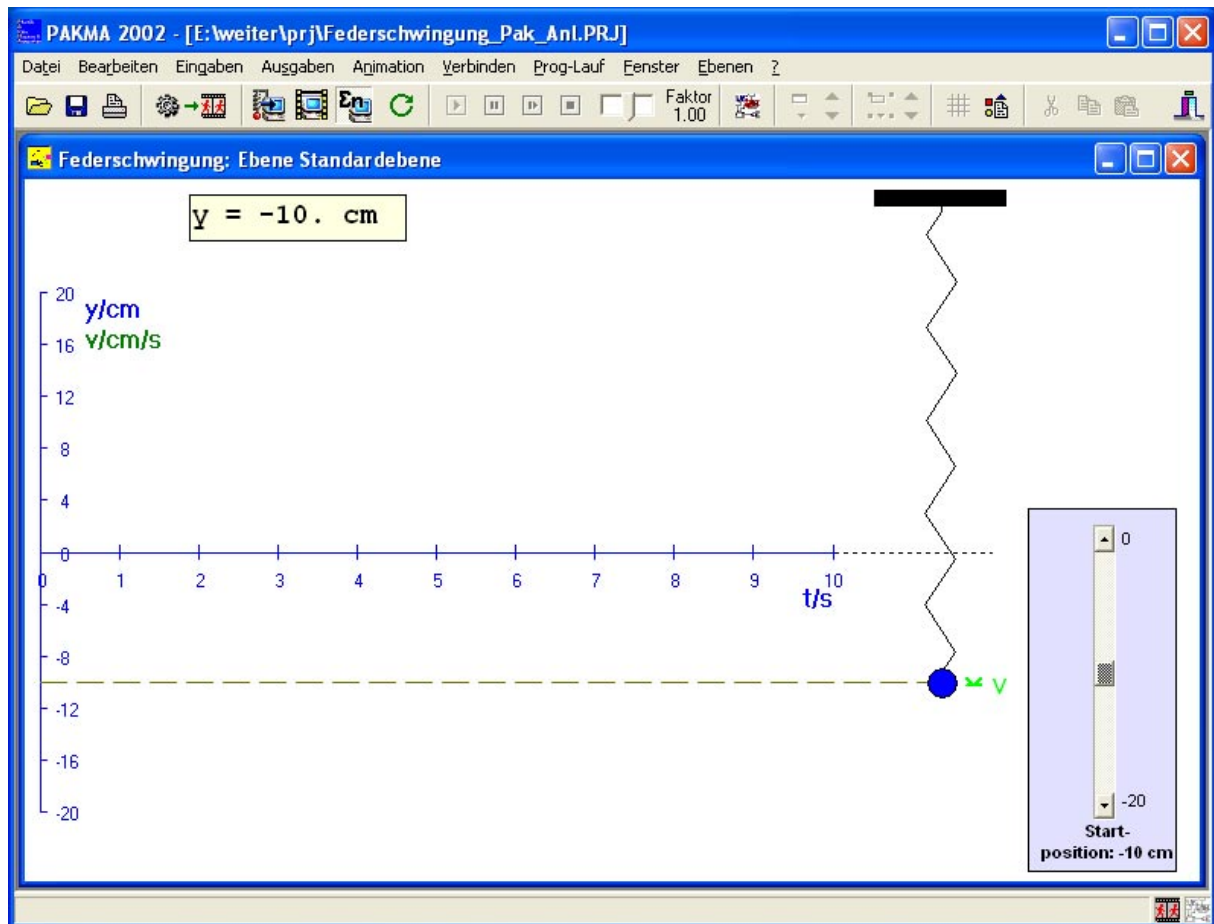 PAKMA 2002 - [E:\weiter\prj\Federschwingung_Pak_Anl.PRJ]
Datei Bearbeiten Eingaben Ausgaben Animation Verbinden Prog-Lauf Fenster Ebenen ?
Σn
Faktor
1.00
Federschwingung: Ebene Standardebene
y = -10. cm
20
y/cm
16
v/cm/s
12
8
4
0
0 1 2 3 4 5 6 7 8 9 10
t/s
-4
-8
-12
-16
-20
v
0
-20
Start-
position: -10 cm